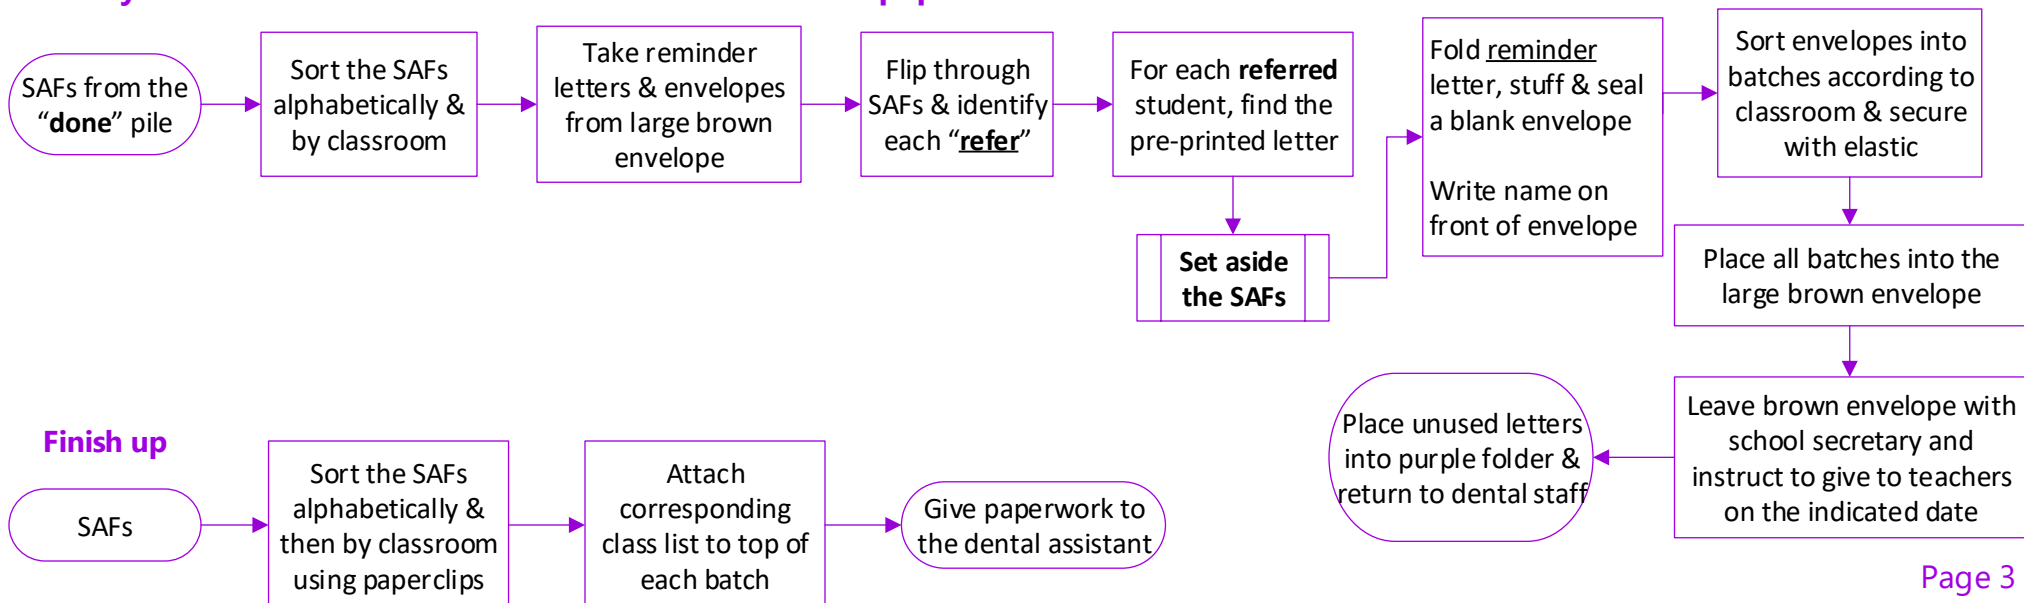 SAFs from the
“done” pile
Sort the SAFs
alphabetically &
by classroom
Take reminder
letters & envelopes
from large brown
envelope
Flip through
SAFs & identify
each “refer”
For each referred
student, find the
pre-printed letter
Set aside
the SAFs
Fold reminder
letter, stuff & seal
a blank envelope
Write name on
front of envelope
Sort envelopes into
batches according to
classroom & secure
with elastic
Place all batches into the
large brown envelope
Leave brown envelope with
school secretary and
instruct to give to teachers
on the indicated date
Place unused letters
into purple folder &
return to dental staff
Finish up
SAFs
Sort the SAFs
alphabetically &
then by classroom
using paperclips
Attach
corresponding
class list to top of
each batch
Give paperwork to
the dental assistant
Page 3